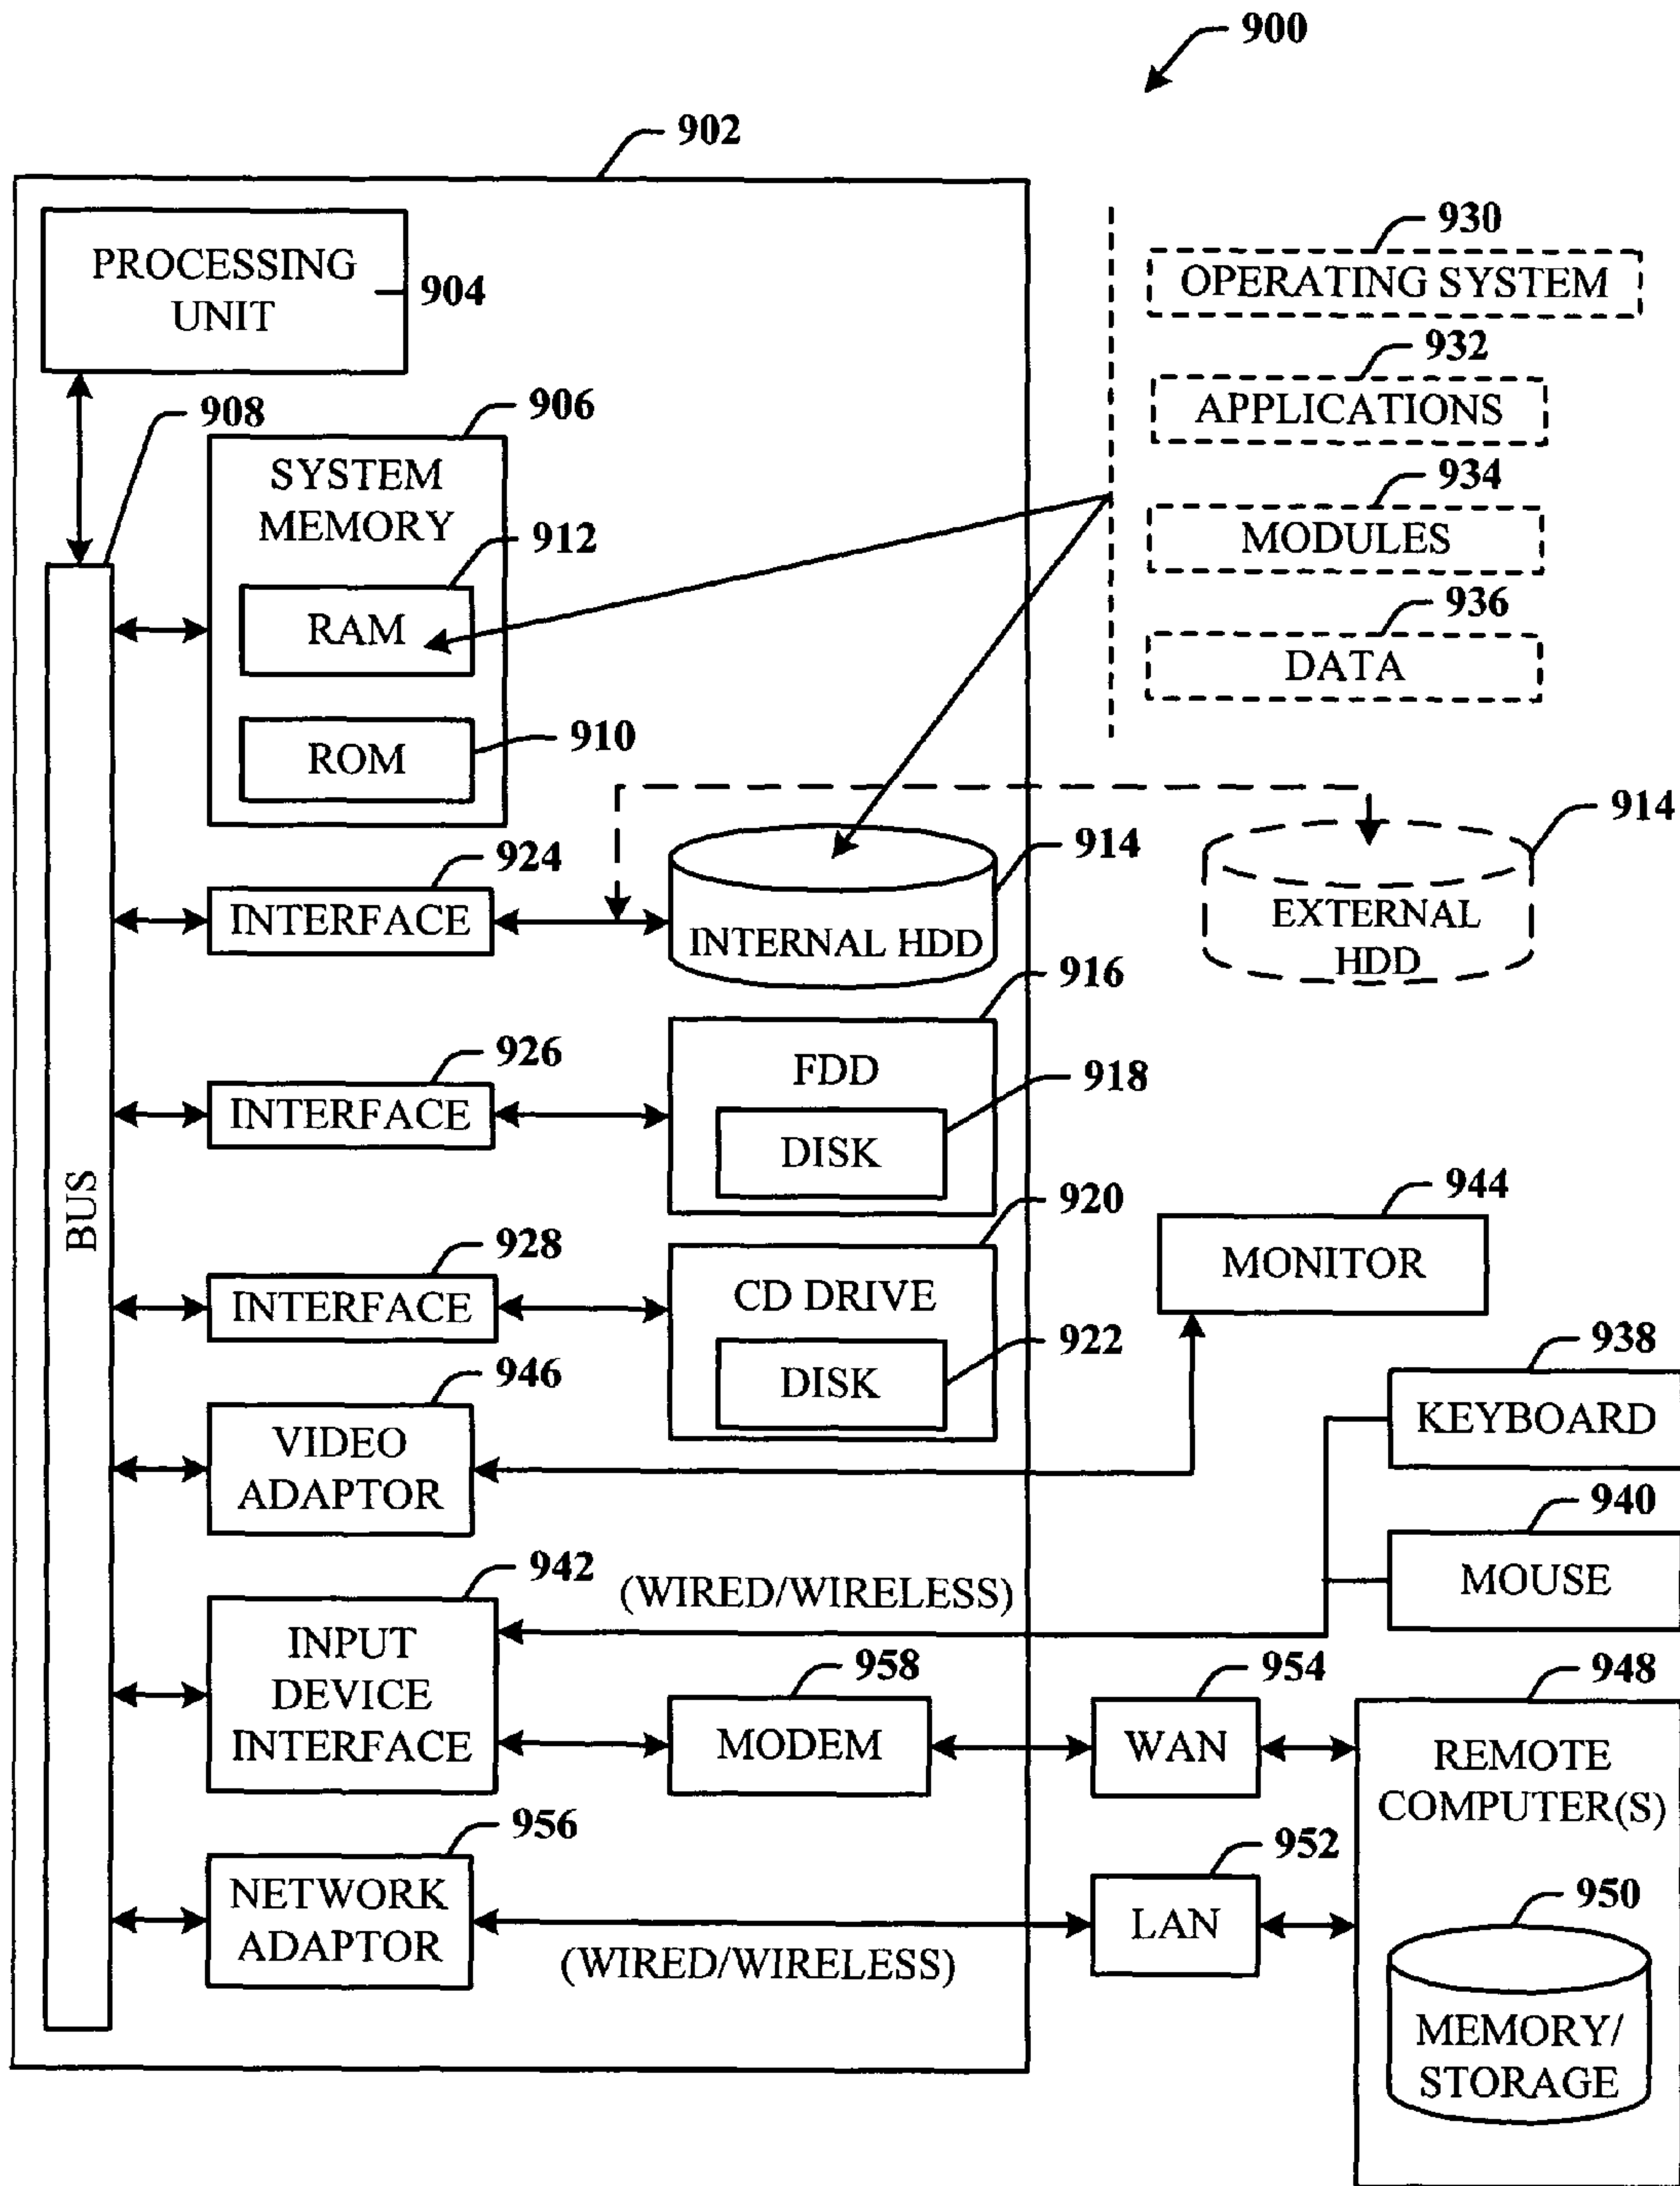 900
902
PROCESSING
UNIT
904
930
OPERATING SYSTEM
932
APPLICATIONS
934
MODULES
936
DATA
908
906
SYSTEM
MEMORY
912
RAM
ROM
910
924
INTERFACE
INTERNAL HDD
914
EXTERNAL
HDD
914
926
INTERFACE
916
FDD
918
DISK
BUS
928
INTERFACE
920
CD DRIVE
922
DISK
944
MONITOR
946
VIDEO
ADAPTOR
938
KEYBOARD
940
MOUSE
942
INPUT
DEVICE
INTERFACE
(WIRED/WIRELESS)
958
MODEM
954
WAN
948
REMOTE
COMPUTER(S)
956
NETWORK
ADAPTOR
(WIRED/WIRELESS)
952
LAN
950
MEMORY/
STORAGE